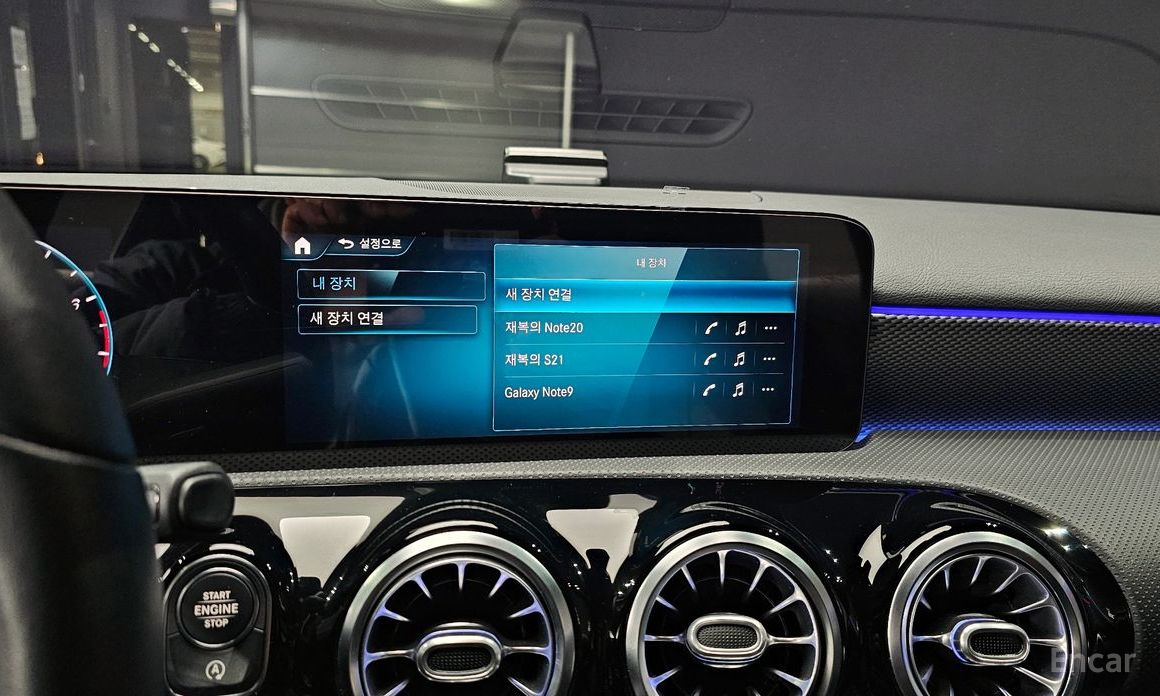 설정으로
내 장치
새 장치 연결
내 장치
새 장치 연결
재복의 Note20
재복의 S21
Galaxy Note9
3
START
ENGINE
STOP
A
Encar